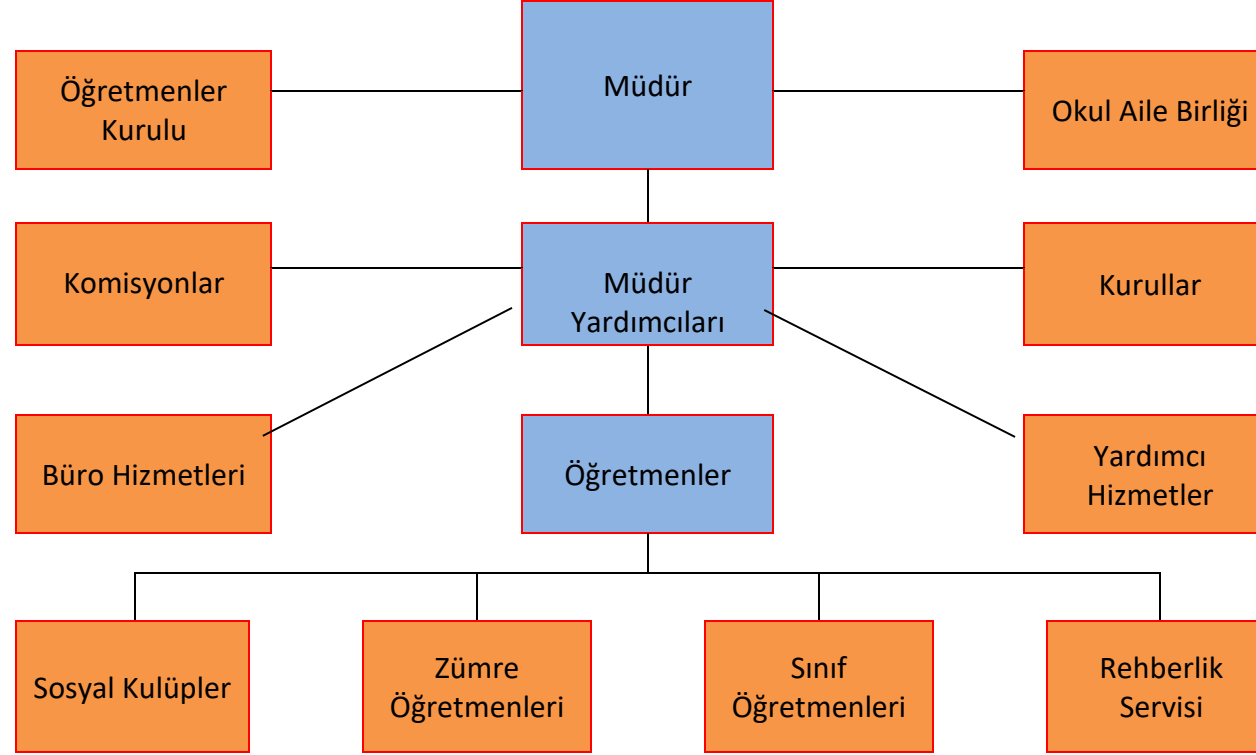 Müdür
Öğretmenler
Kurulu
Okul Aile Birliği
Komisyonlar
Müdür
Yardımcıları
Kurullar
Büro Hizmetleri
Öğretmenler
Yardımcı
Hizmetler
Sosyal Kulüpler
Zümre
Öğretmenleri
Sınıf
Öğretmenleri
Rehberlik
Servisi